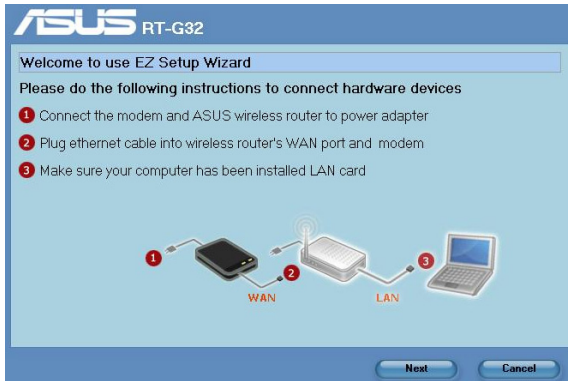 ASUS RT-G32
Welcome to use EZ Setup Wizard
Please do the following instructions to connect hardware devices
1 Connect the modem and ASUS wireless router to power adapter
2 Plug ethernet cable into wireless router's WAN port and modem
3 Make sure your computer has been installed LAN card
1
2
3
WAN
LAN
Next
Cancel